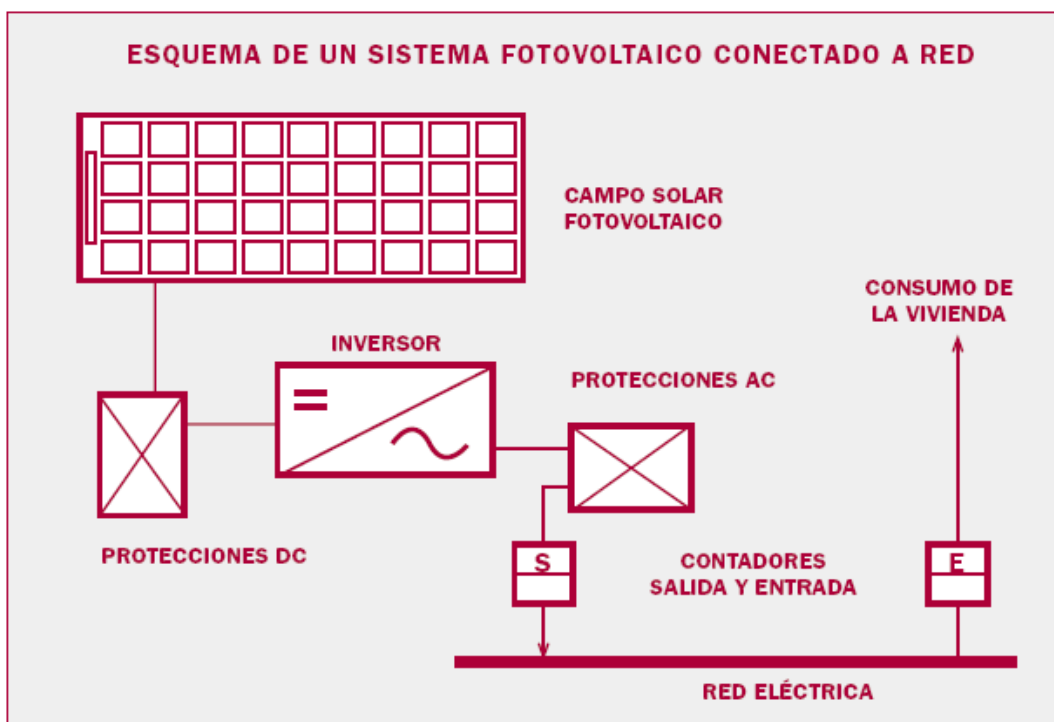 ESQUEMA DE UN SISTEMA FOTOVOLTAICO CONECTADO A RED
CAMPO SOLAR
FOTOVOLTAICO
CONSUMO DE
LA VIVIENDA
INVERSOR
PROTECCIONES AC
PROTECCIONES DC
S
CONTADORES
SALIDA Y ENTRADA
E
RED ELÉCTRICA